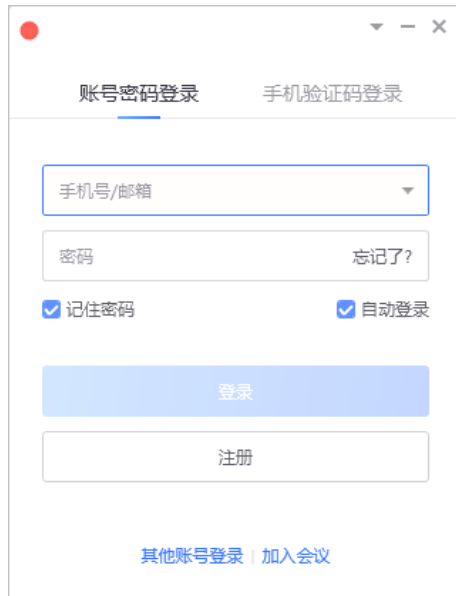 账号密码登录 手机验证码登录
手机号/邮箱
密码 忘记了?
记住密码 自动登录
登录
注册
其他账号登录 | 加入会议